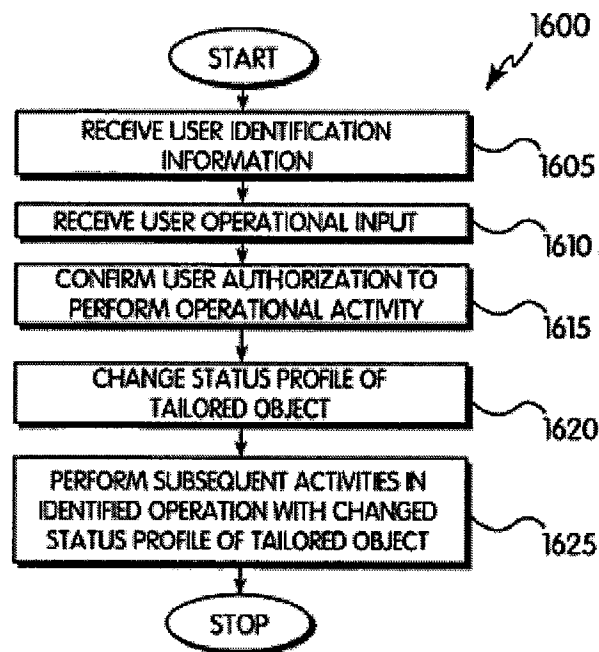 1600
START
RECEIVE USER IDENTIFICATION
INFORMATION
1605
RECEIVE USER OPERATIONAL INPUT
1610
CONFIRM USER AUTHORIZATION TO
PERFORM OPERATIONAL ACTIVITY
1615
CHANGE STATUS PROFILE OF
TAILORED OBJECT
1620
PERFORM SUBSEQUENT ACTIVITIES IN
IDENTIFIED OPERATION WITH CHANGED
STATUS PROFILE OF TAILORED OBJECT
1625
STOP